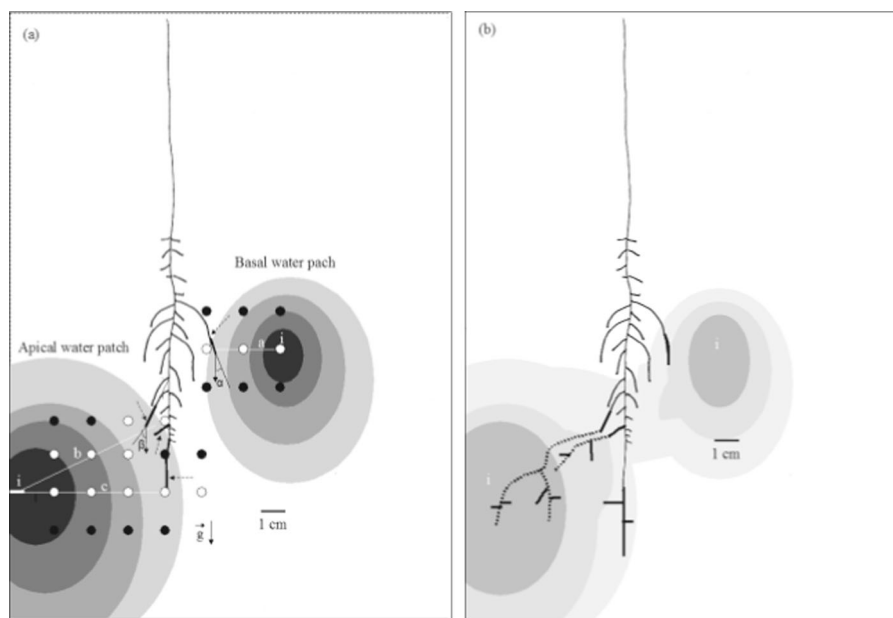 (a)
Basal water pach
a
i
α
Apical water patch
β
b
i
c
1 cm
g
(b)
i
1 cm
i